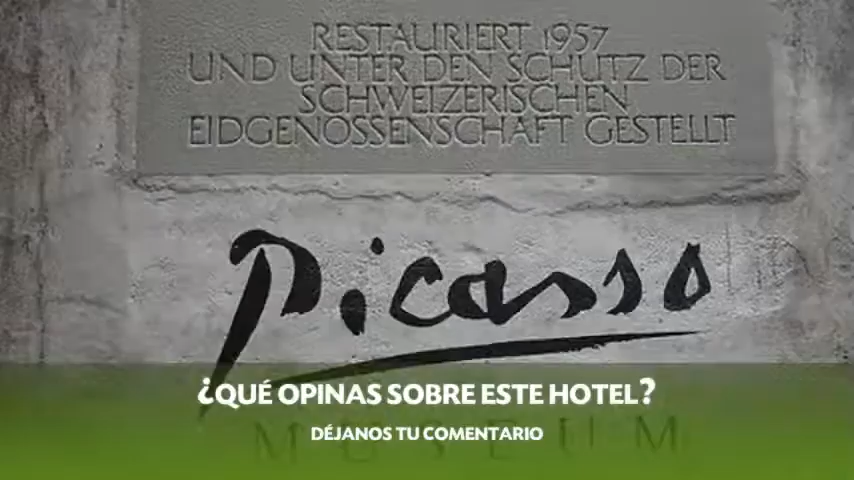 RESTAURIERT 1957
UND UNTER DEN SCHUTZ DER
SCHWEIZERISCHEN
EIDGENOSSENSCHAFT GESTELLT
Picasso
¿QUÉ OPINAS SOBRE ESTE HOTEL?
DÉJANOS TU COMENTARIO
MUSEUM